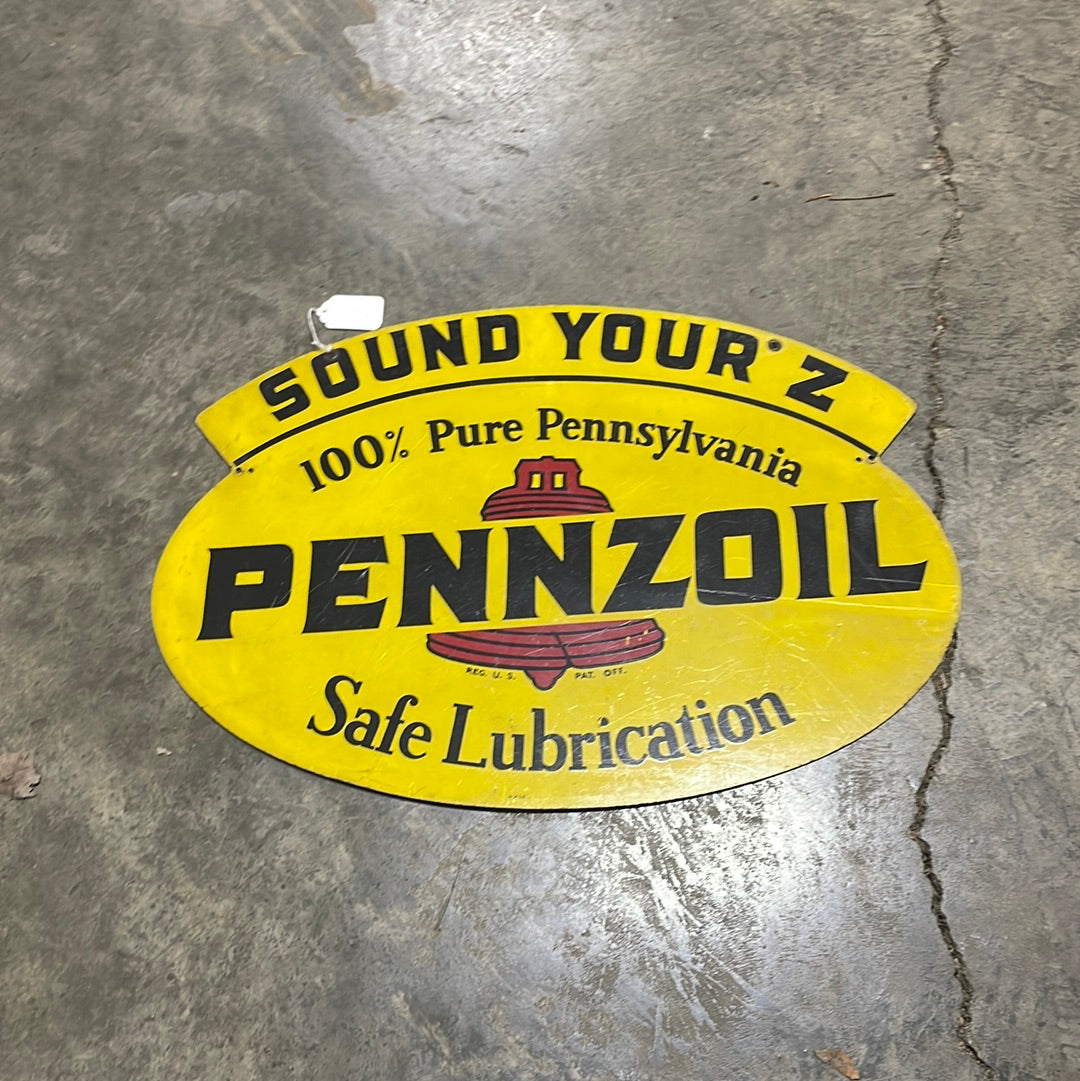 SOUND YOUR Z
100% Pure Pennsylvania
PENNZOIL
REG. U. S. PAT. OFF.
Safe Lubrication